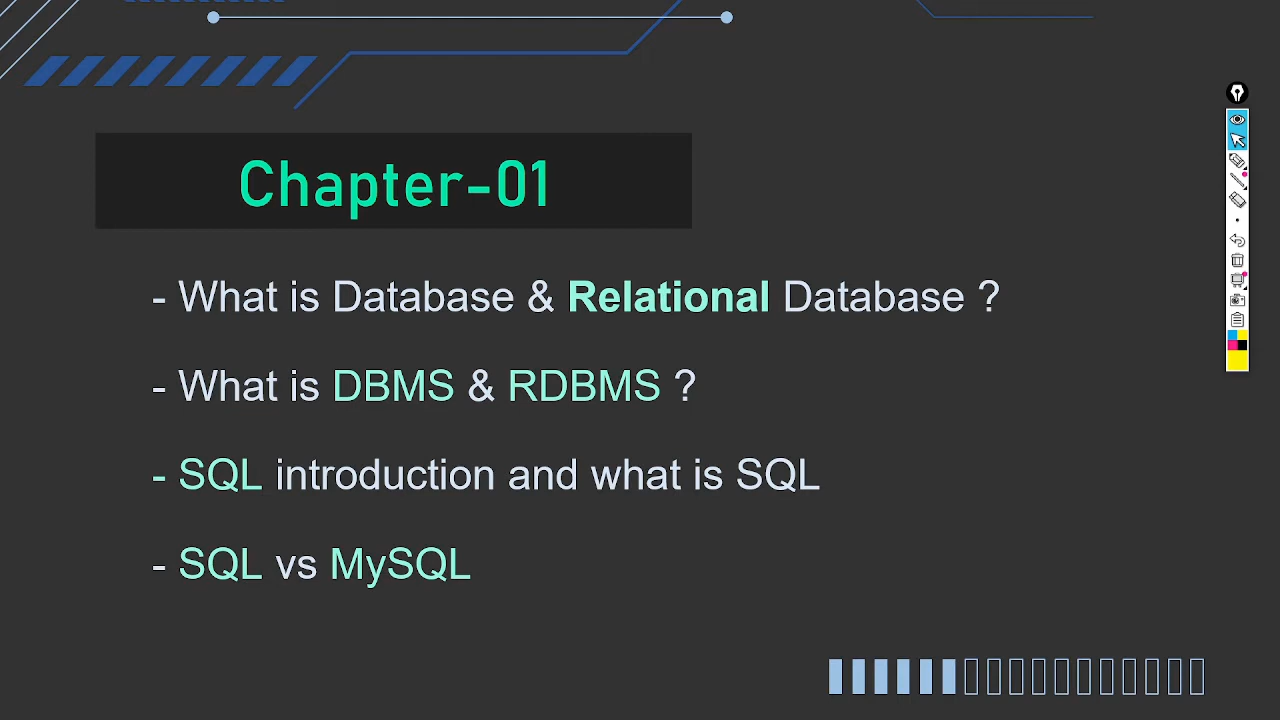 Chapter-01
- What is Database & Relational Database ?
- What is DBMS & RDBMS ?
- SQL introduction and what is SQL
- SQL vs MySQL